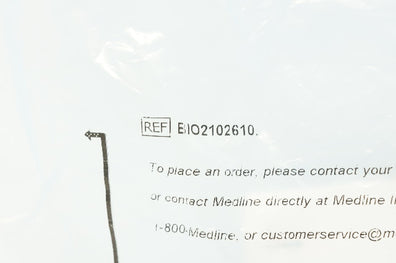 REF BIO2102610.
To place an order, please contact your
or contact Medline directly at Medline
1-800-Medline, or customerservice@m